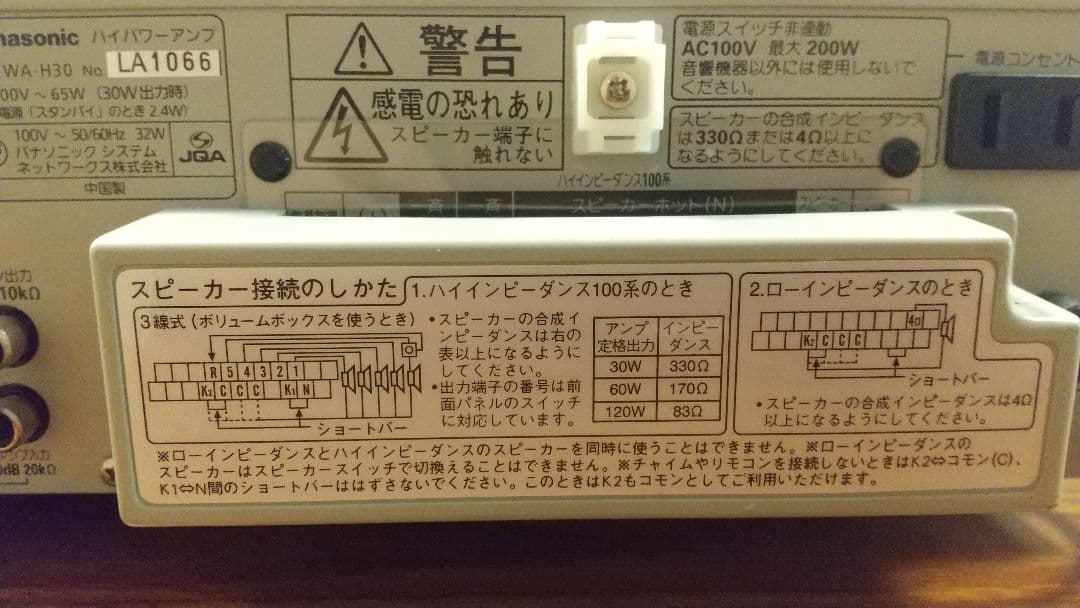 nasonic ハイパワーアンプ
WA-H30 No. LA1066
00V～65W (30W出力時)
電源「スタンバイ」のとき2.4W)
100V～50/60Hz 32W
パナソニック システム
ネットワークス株式会社
中国製
JQA
警告
感電の恐れあり
スピーカー端子に
触れない
電源スイッチ非連動
AC100V 最大200W
音響機器以外には使用しないで
ください。
スピーカーの合成インピーダンス
は330Ωまたは4Ω以上に
なるようにしてください。
電源コンセント
ハイインピーダンス100系
スピーカーホット(N)
出力
10kΩ
0dB 20kΩ
スピーカー接続のしかた
1.ハイインピーダンス100系のとき
3線式(ボリュームボックスを使うとき)
R 5 4 3 2 1
K2 C C C K1 N
ショートバー
•スピーカーの合成イ
ンピーダンスは右の
表以上になるように
してください。
•出力端子の番号は前
面パネルのスイッチ
に対応しています。
アンプ定格出力 インピーダンス
30W 330Ω
60W 170Ω
120W 83Ω
2.ローインピーダンスのとき
4Ω
K2 C C C
ショートバー
•スピーカーの合成インピーダンスは4Ω
以上になるようにしてください。
※ローインピーダンスとハイインピーダンスのスピーカーを同時に使うことはできません。※ローインピーダンスの
スピーカーはスピーカースイッチで切換えることはできません。※チャイムやリモコンを接続しないときはK2⇔コモン(C)、
K1⇔N間のショートバーははずさないでください。このときはK2もコモンとしてご利用いただけます。